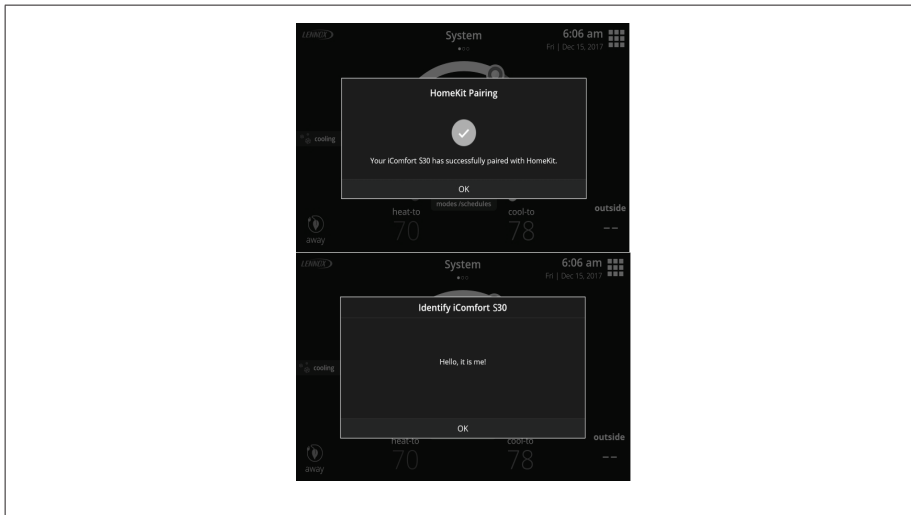 LENNOX
System
6:06 am
Fri | Dec 15, 2017
HomeKit Pairing
cooling
Your iComfort S30 has successfully paired with HomeKit.
OK
modes /schedules
heat-to
cool-to
outside
70
78
--
away
LENNOX
System
6:06 am
Fri | Dec 15, 2017
Identify iComfort S30
Hello, it is me!
cooling
OK
heat-to
cool-to
outside
70
78
--
away